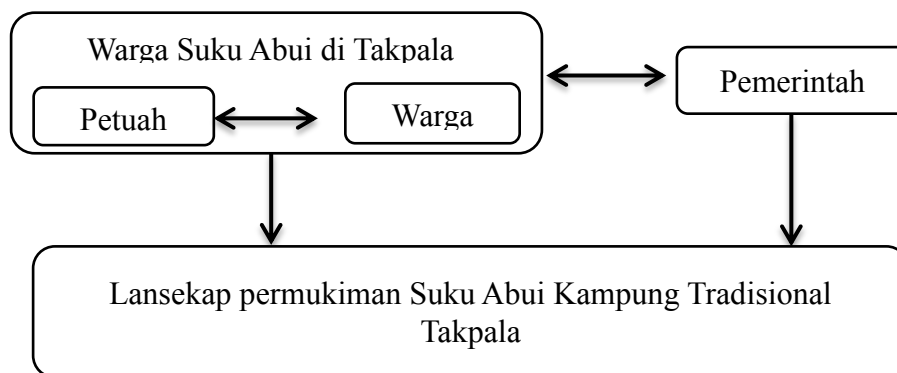 Warga Suku Abui di Takpala
Petuah
Warga
Pemerintah
Lansekap permukiman Suku Abui Kampung Tradisional
Takpala